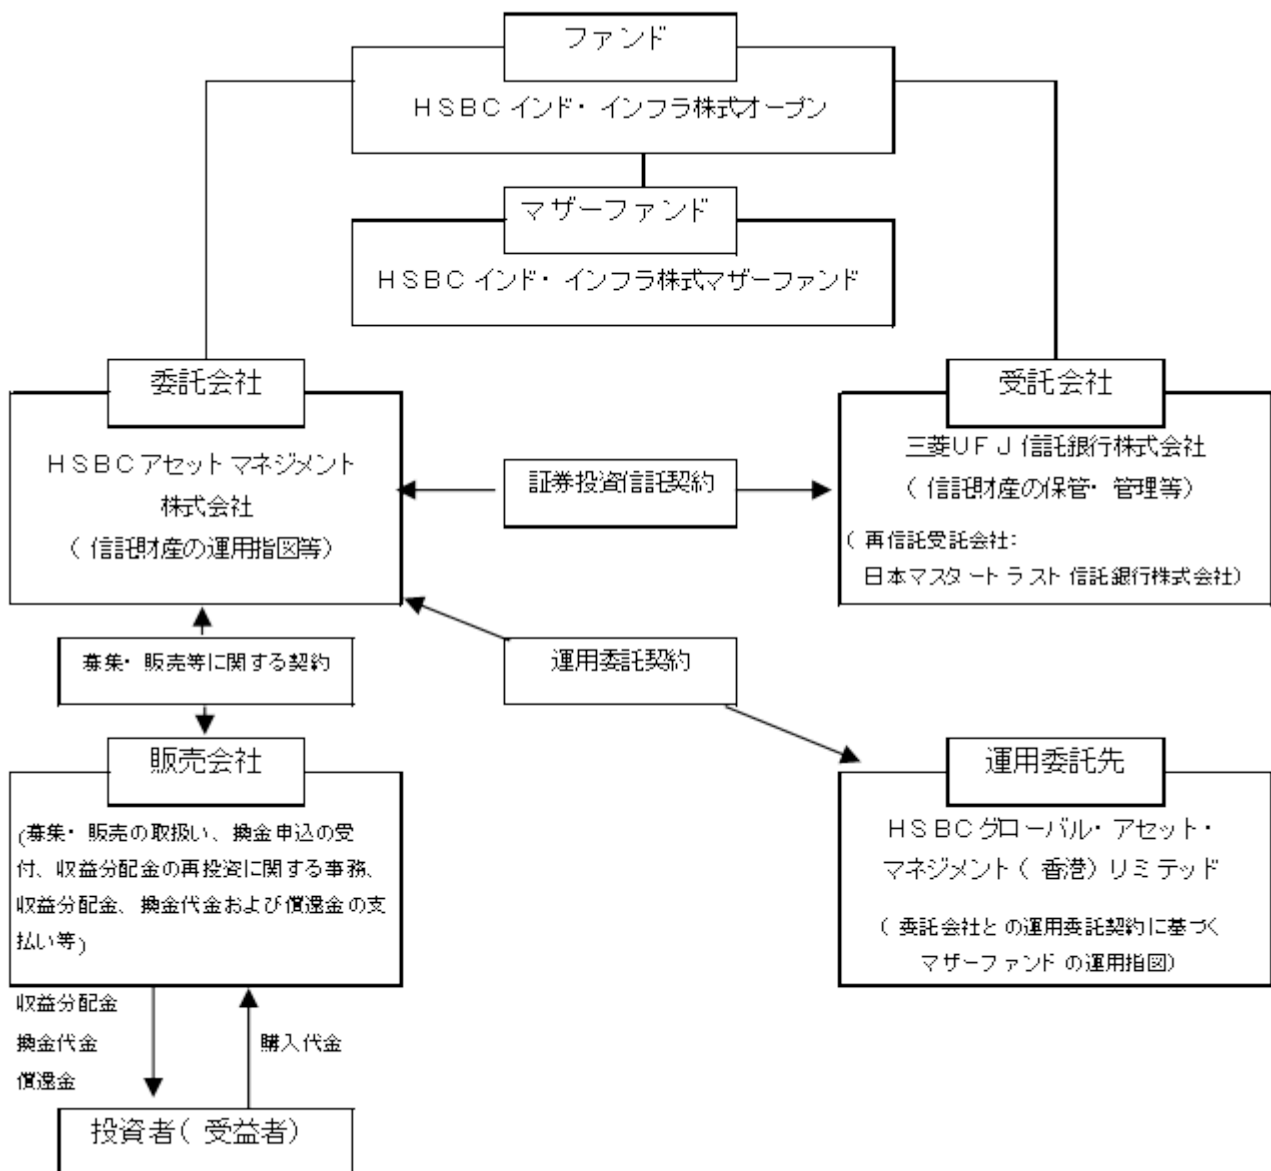 ファンド
HSBCインド・インフラ株式オープン
マザーファンド
HSBCインド・インフラ株式マザーファンド
委託会社
HSBCアセットマネジメント
株式会社
(信託財産の運用指図等)
証券投資信託契約
受託会社
三菱UFJ信託銀行株式会社
(信託財産の保管・管理等)
(再信託受託会社:
日本マスタートラスト信託銀行株式会社)
募集・販売等に関する契約
運用委託契約
販売会社
(募集・販売の取扱い、換金申込の受
付、収益分配金の再投資に関する事務、
収益分配金、換金代金および償還金の支
払い等)
運用委託先
HSBCグローバル・アセット・
マネジメント(香港)リミテッド
(委託会社との運用委託契約に基づく
マザーファンドの運用指図)
収益分配金
換金代金
償還金
購入代金
投資者(受益者)